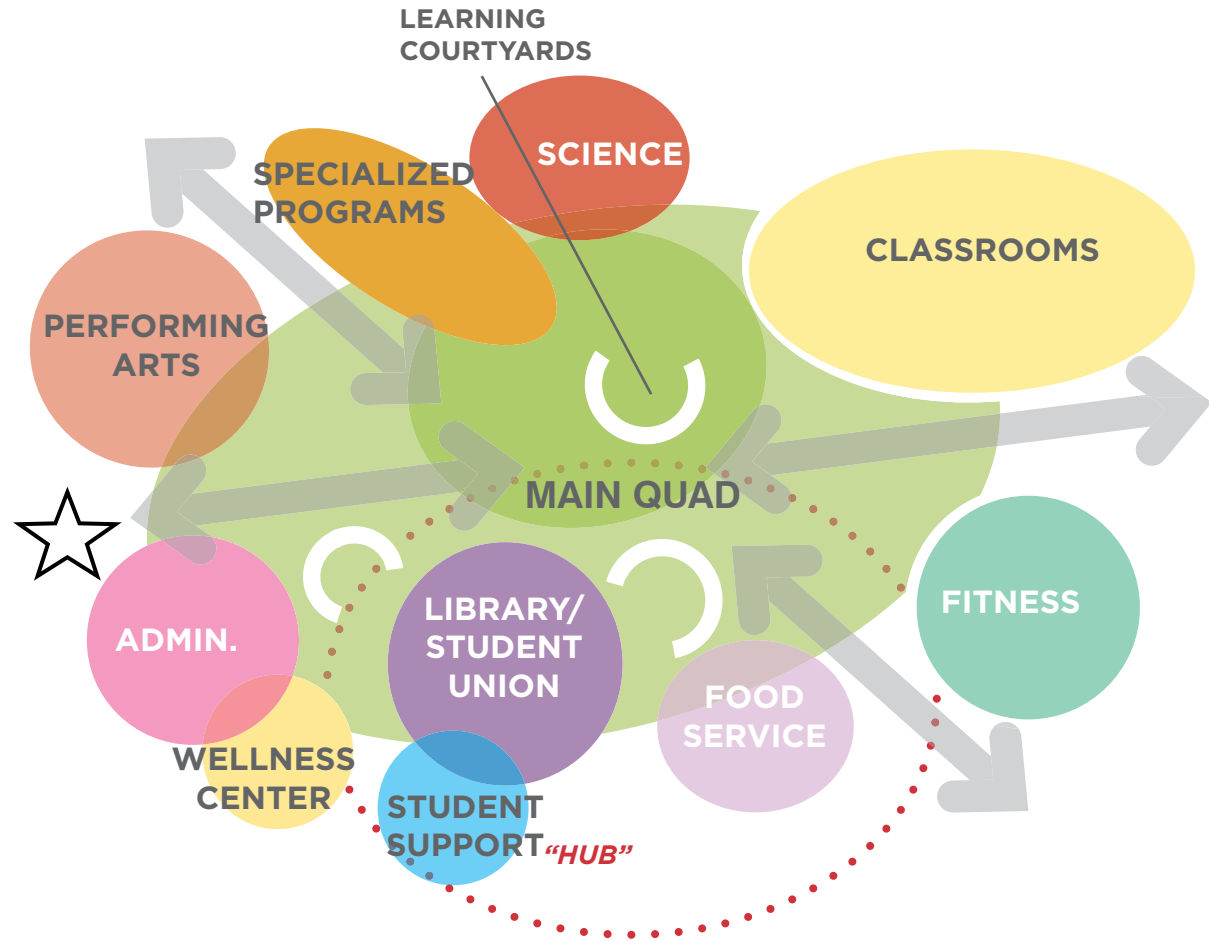 LEARNING
COURTYARDS
SCIENCE
SPECIALIZED
PROGRAMS
CLASSROOMS
PERFORMING
ARTS
MAIN QUAD
LIBRARY/
STUDENT
UNION
FITNESS
ADMIN.
FOOD
SERVICE
WELLNESS
CENTER
STUDENT
SUPPORT
“HUB”